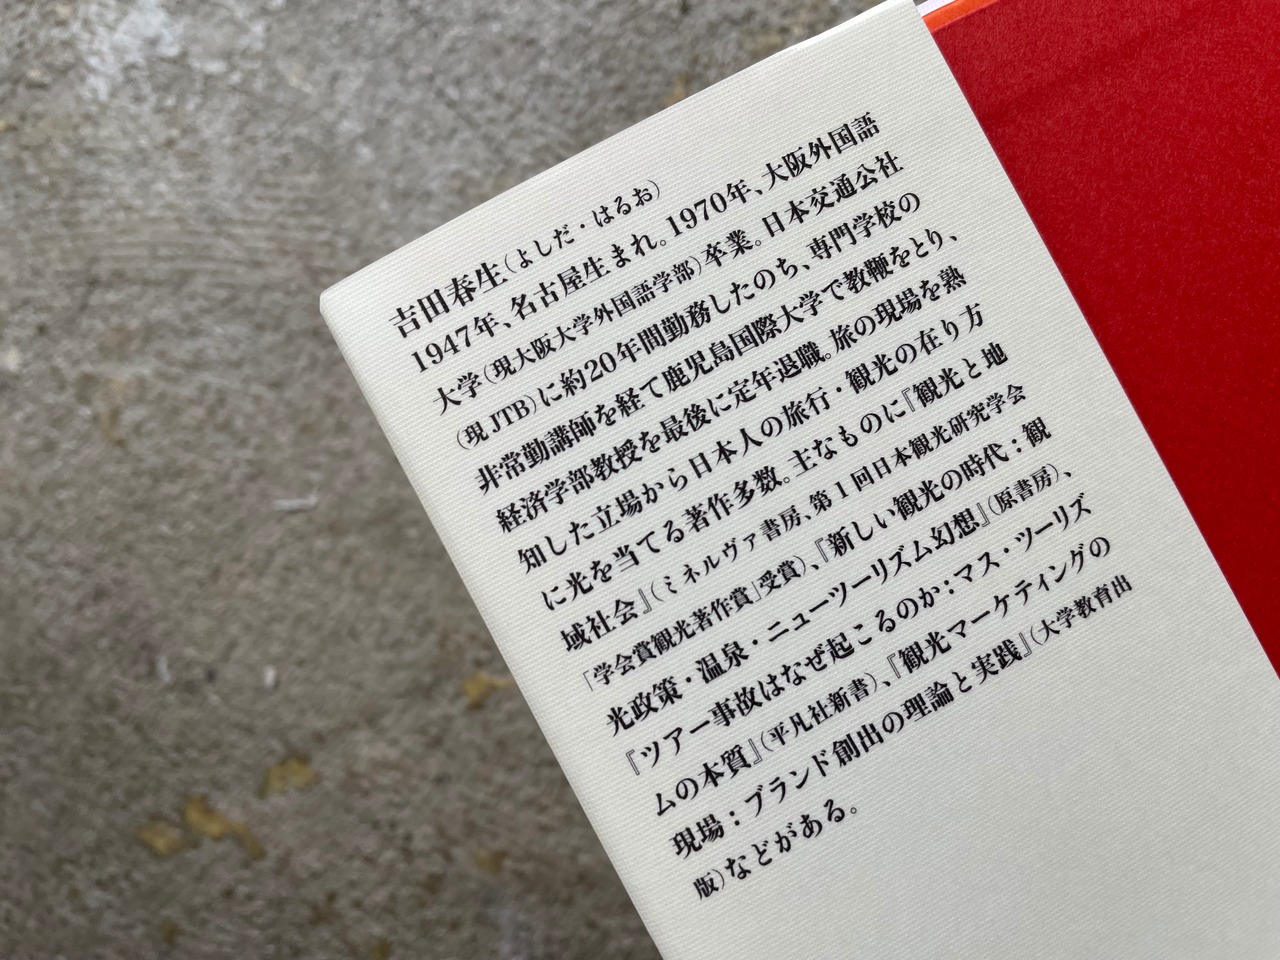 吉田春生（よしだ・はるお）
1947年、名古屋生まれ。1970年、大阪外国語
大学（現大阪大学外国語学部）卒業。日本交通公社
（現JTB）に約20年間勤務したのち、専門学校の
非常勤講師を経て鹿児島国際大学で教鞭をとり、
経済学部教授を最後に定年退職。旅の現場を熟
知した立場から日本人の旅行・観光の在り方
に光を当てる著作多数。主なものに『観光と地
域社会』（ミネルヴァ書房、第1回日本観光研究学会
「学会賞観光著作賞」受賞）、『新しい観光の時代：観
光政策・温泉・ニューツーリズム幻想』（原書房）、
『ツアー事故はなぜ起こるのか：マス・ツーリズ
ムの本質』（平凡社新書）、『観光マーケティングの
現場：ブランド創出の理論と実践』（大学教育出
版）などがある。